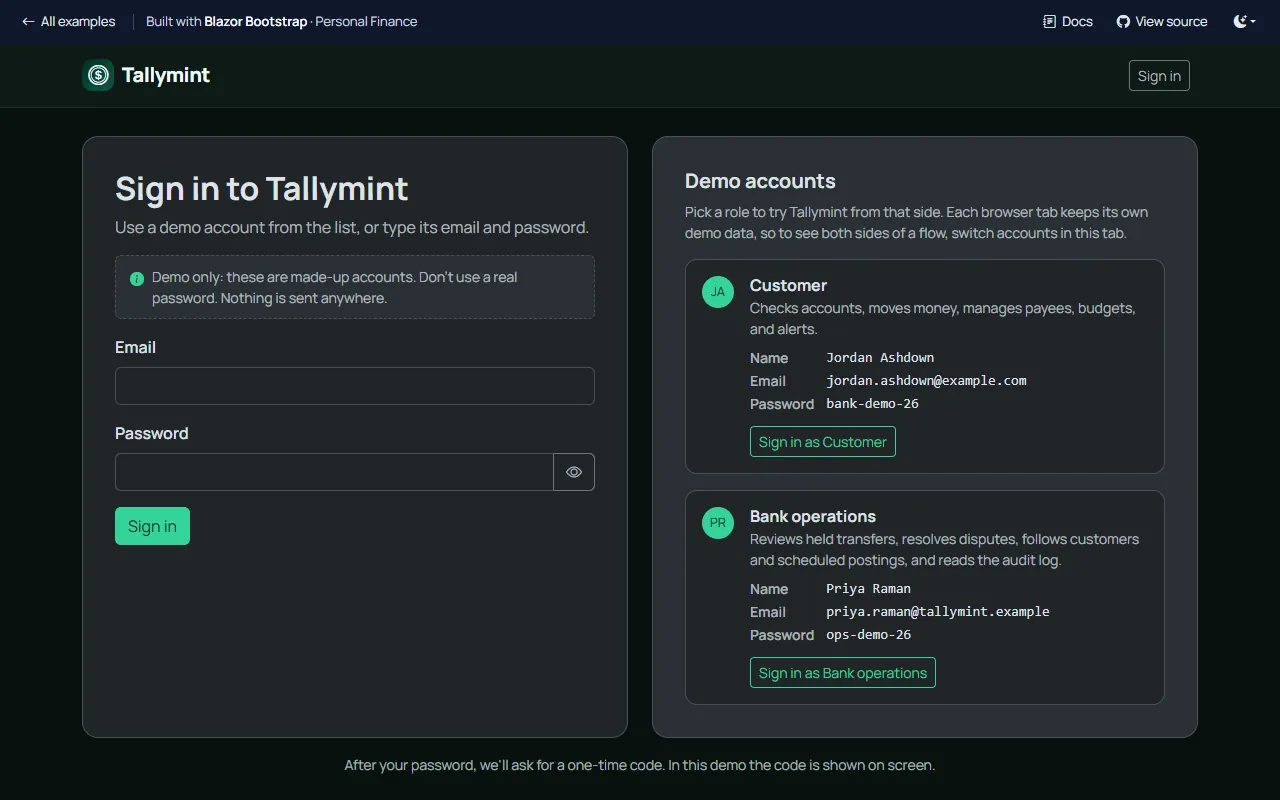 All examples
Built with Blazor Bootstrap · Personal Finance
Docs
View source
Tallymint
Sign in
Sign in to Tallymint
Use a demo account from the list, or type its email and password.
Demo only: these are made-up accounts. Don't use a real
password. Nothing is sent anywhere.
Email
Password
Sign in
Demo accounts
Pick a role to try Tallymint from that side. Each browser tab keeps its own
demo data, so to see both sides of a flow, switch accounts in this tab.
JA
Customer
Checks accounts, moves money, manages payees, budgets,
and alerts.
Name Jordan Ashdown
Email jordan.ashdown@example.com
Password bank-demo-26
Sign in as Customer
PR
Bank operations
Reviews held transfers, resolves disputes, follows customers
and scheduled postings, and reads the audit log.
Name Priya Raman
Email priya.raman@tallymint.example
Password ops-demo-26
Sign in as Bank operations
After your password, we'll ask for a one-time code. In this demo the code is shown on screen.